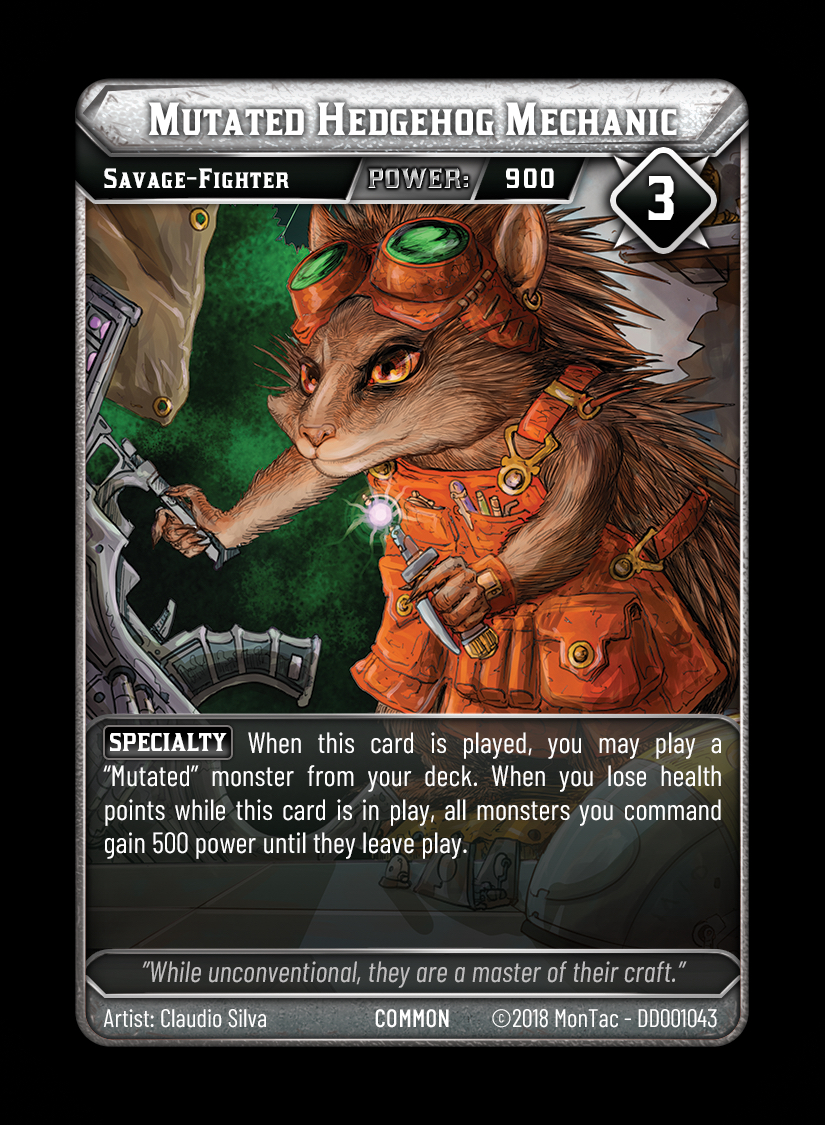 Mutated Hedgehog Mechanic
Savage-Fighter POWER: 900
3
SPECIALTY When this card is played, you may play a
“Mutated” monster from your deck. When you lose health
points while this card is in play, all monsters you command
gain 500 power until they leave play.
“While unconventional, they are a master of their craft.”
Artist: Claudio Silva COMMON ©2018 MonTac - DD001043